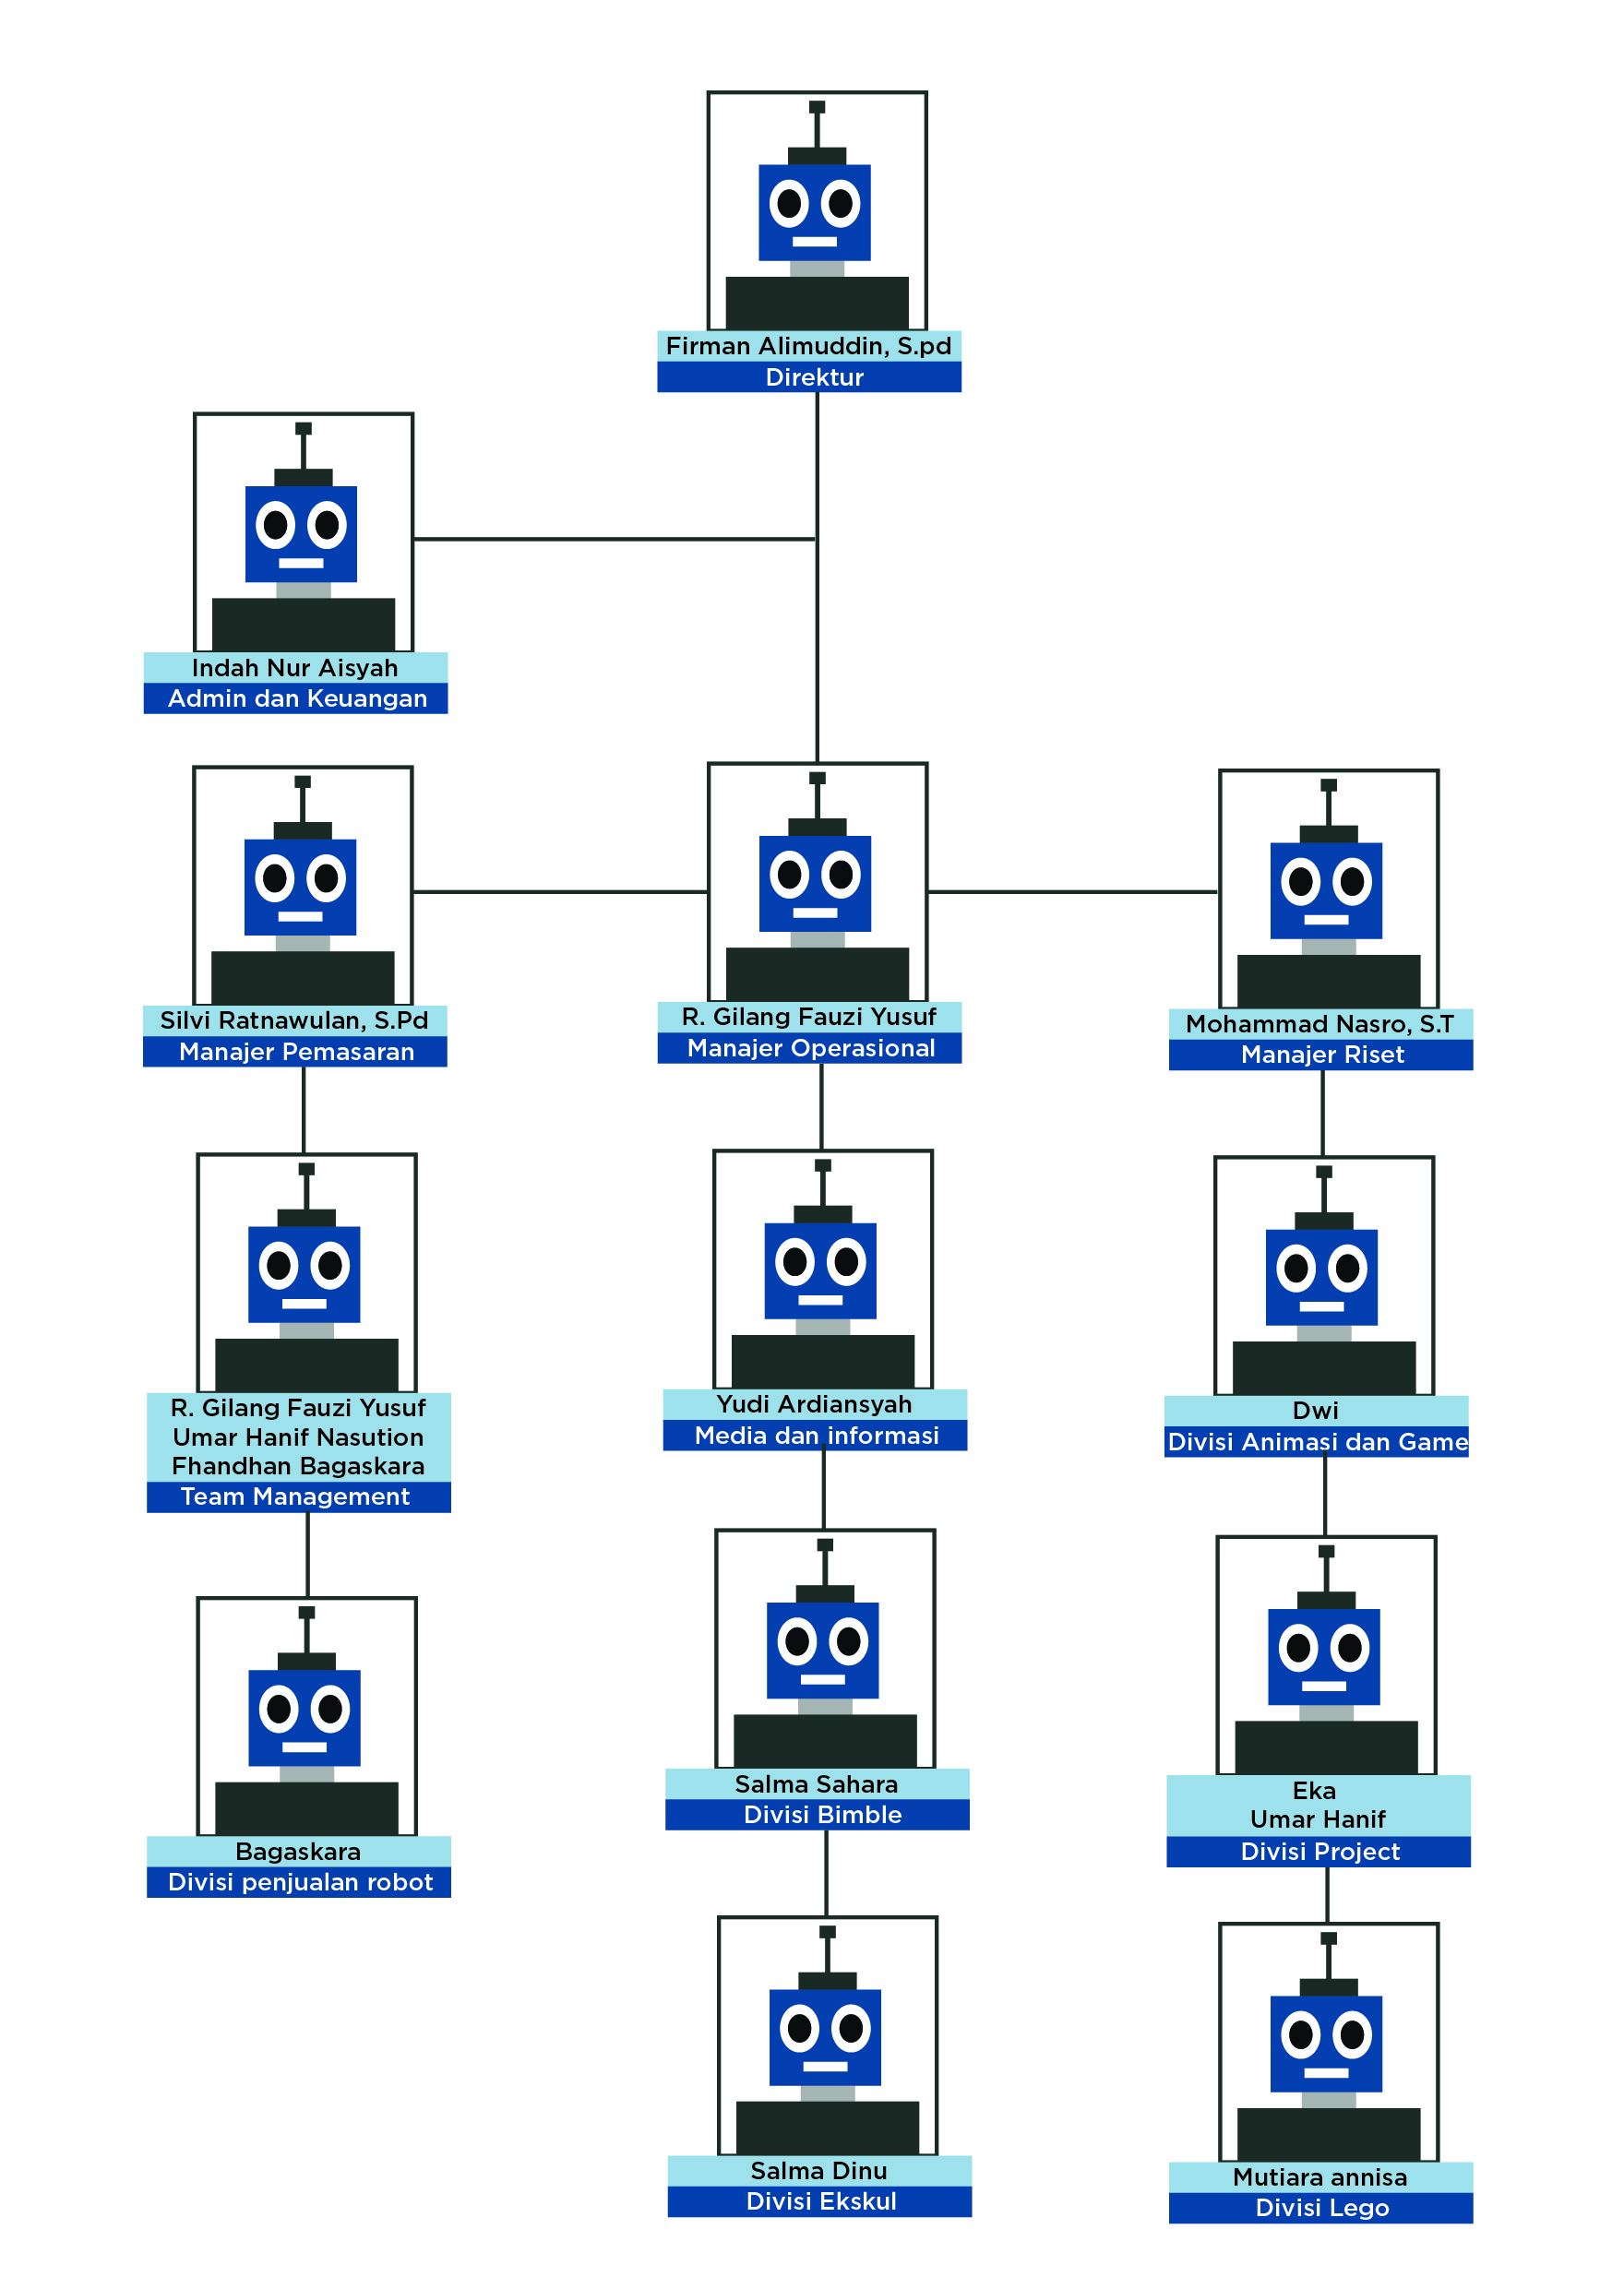 Firman Alimuddin, S.pd
Direktur
Indah Nur Aisyah
Admin dan Keuangan
Silvi Ratnawulan, S.Pd
Manajer Pemasaran
R. Gilang Fauzi Yusuf
Manajer Operasional
Mohammad Nasro, S.T
Manajer Riset
R. Gilang Fauzi Yusuf
Umar Hanif Nasution
Fhandhan Bagaskara
Team Management
Yudi Ardiansyah
Media dan informasi
Dwi
Divisi Animasi dan Game
Bagaskara
Divisi penjualan robot
Salma Sahara
Divisi Bimble
Eka
Umar Hanif
Divisi Project
Salma Dinu
Divisi Ekskul
Mutiara annisa
Divisi Lego